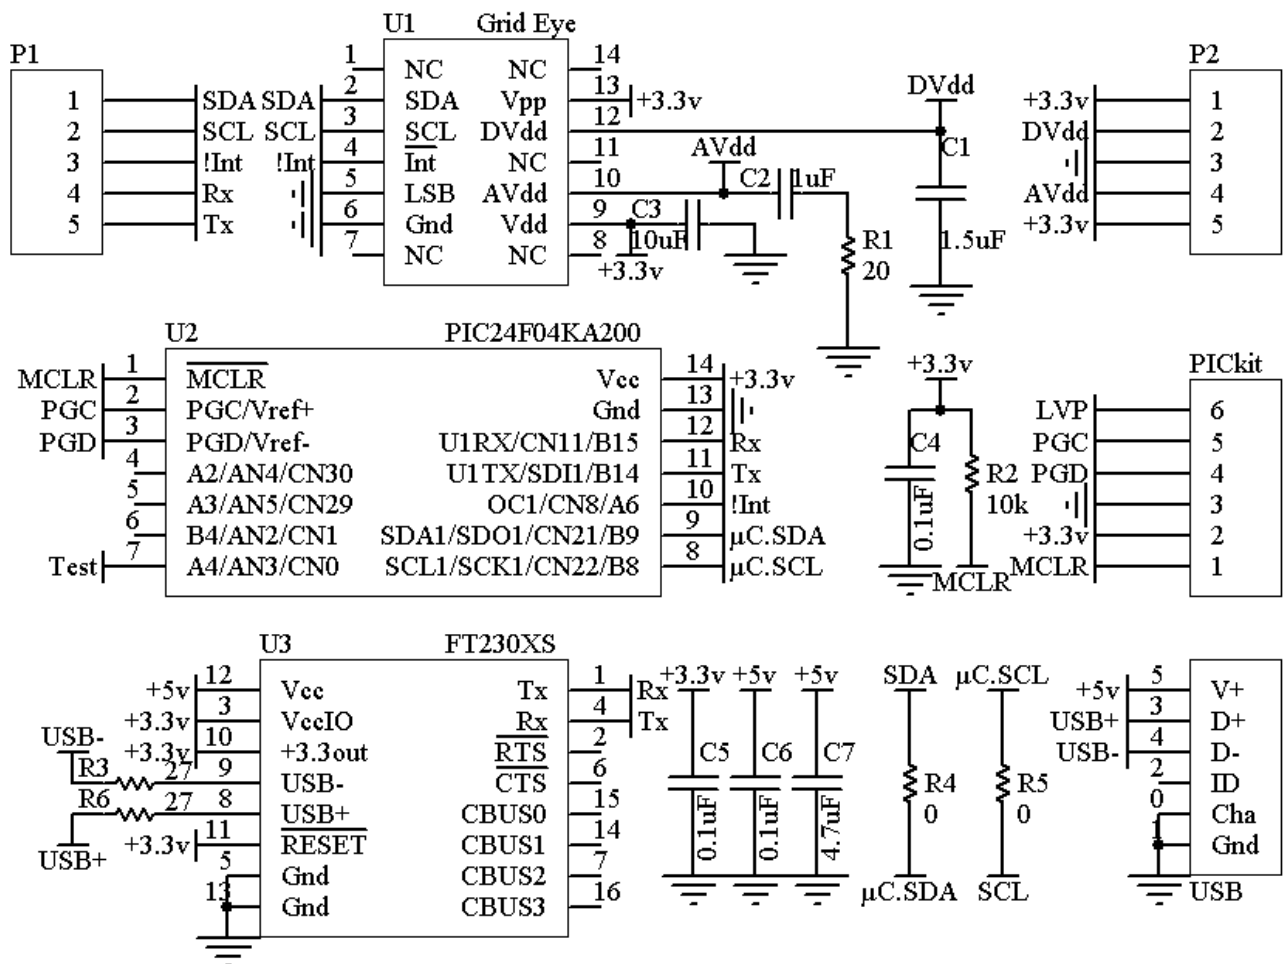 U1 Grid Eye
P1
1 SDA
2 SCL
3 !Int
4 Rx
5 Tx
1 NC NC 14
SDA 2 SDA Vpp 13 +3.3v
SCL 3 SCL DVdd 12
!Int 4 Int NC 11
5 LSB AVdd 10
6 Gnd Vdd 9
7 NC NC 8
+3.3v
AVdd
C2 1uF
C3
10uF
R1
20
DVdd
C1
1.5uF
P2
+3.3v 1
DVdd 2
3
AVdd 4
+3.3v 5
U2 PIC24F04KA200
MCLR 1 MCLR Vcc 14 +3.3v
PGC 2 PGC/Vref+ Gnd 13
PGD 3 PGD/Vref- U1RX/CN11/B15 12 Rx
4 A2/AN4/CN30 U1TX/SDI1/B14 11 Tx
5 A3/AN5/CN29 OC1/CN8/A6 10 !Int
6 B4/AN2/CN1 SDA1/SDO1/CN21/B9 9 µC.SDA
Test 7 A4/AN3/CN0 SCL1/SCK1/CN22/B8 8 µC.SCL
+3.3v
C4
0.1uF
R2
10k
MCLR
PICkit
LVP 6
PGC 5
PGD 4
3
+3.3v 2
MCLR 1
U3 FT230XS
+5v 12 Vcc Tx 1 Rx
+3.3v 3 VccIO Rx 4 Tx
+3.3v 10 +3.3out RTS 2
USB- R3 27 9 USB- CTS 6
R6 27 8 USB+ CBUS0 15
USB+
+3.3v 11 RESET CBUS1 14
5 Gnd CBUS2 7
13 Gnd CBUS3 16
+3.3v +5v +5v
C5 C6 C7
0.1uF 0.1uF 4.7uF
SDA µC.SCL
R4 R5
0 0
µC.SDA SCL
+5v 5 V+
USB+ 3 D+
USB- 4 D-
2 ID
0 Cha
1 Gnd
USB